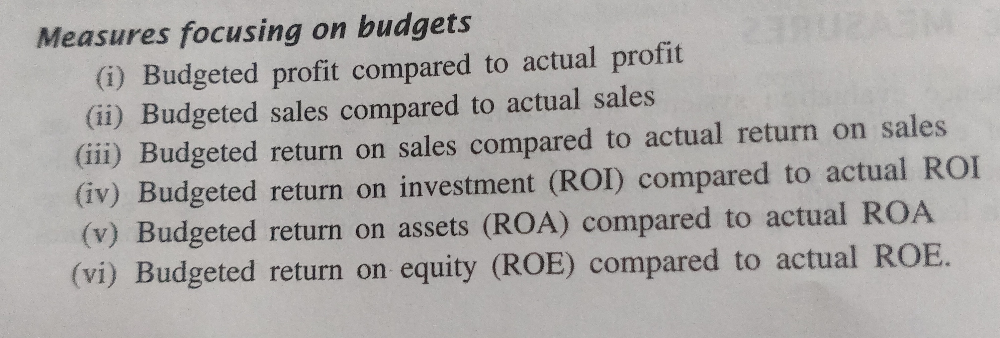 Measures focusing on budgets
(i) Budgeted profit compared to actual profit
(ii) Budgeted sales compared to actual sales
(iii) Budgeted return on sales compared to actual return on sales
(iv) Budgeted return on investment (ROI) compared to actual ROI
(v) Budgeted return on assets (ROA) compared to actual ROA
(vi) Budgeted return on equity (ROE) compared to actual ROE.